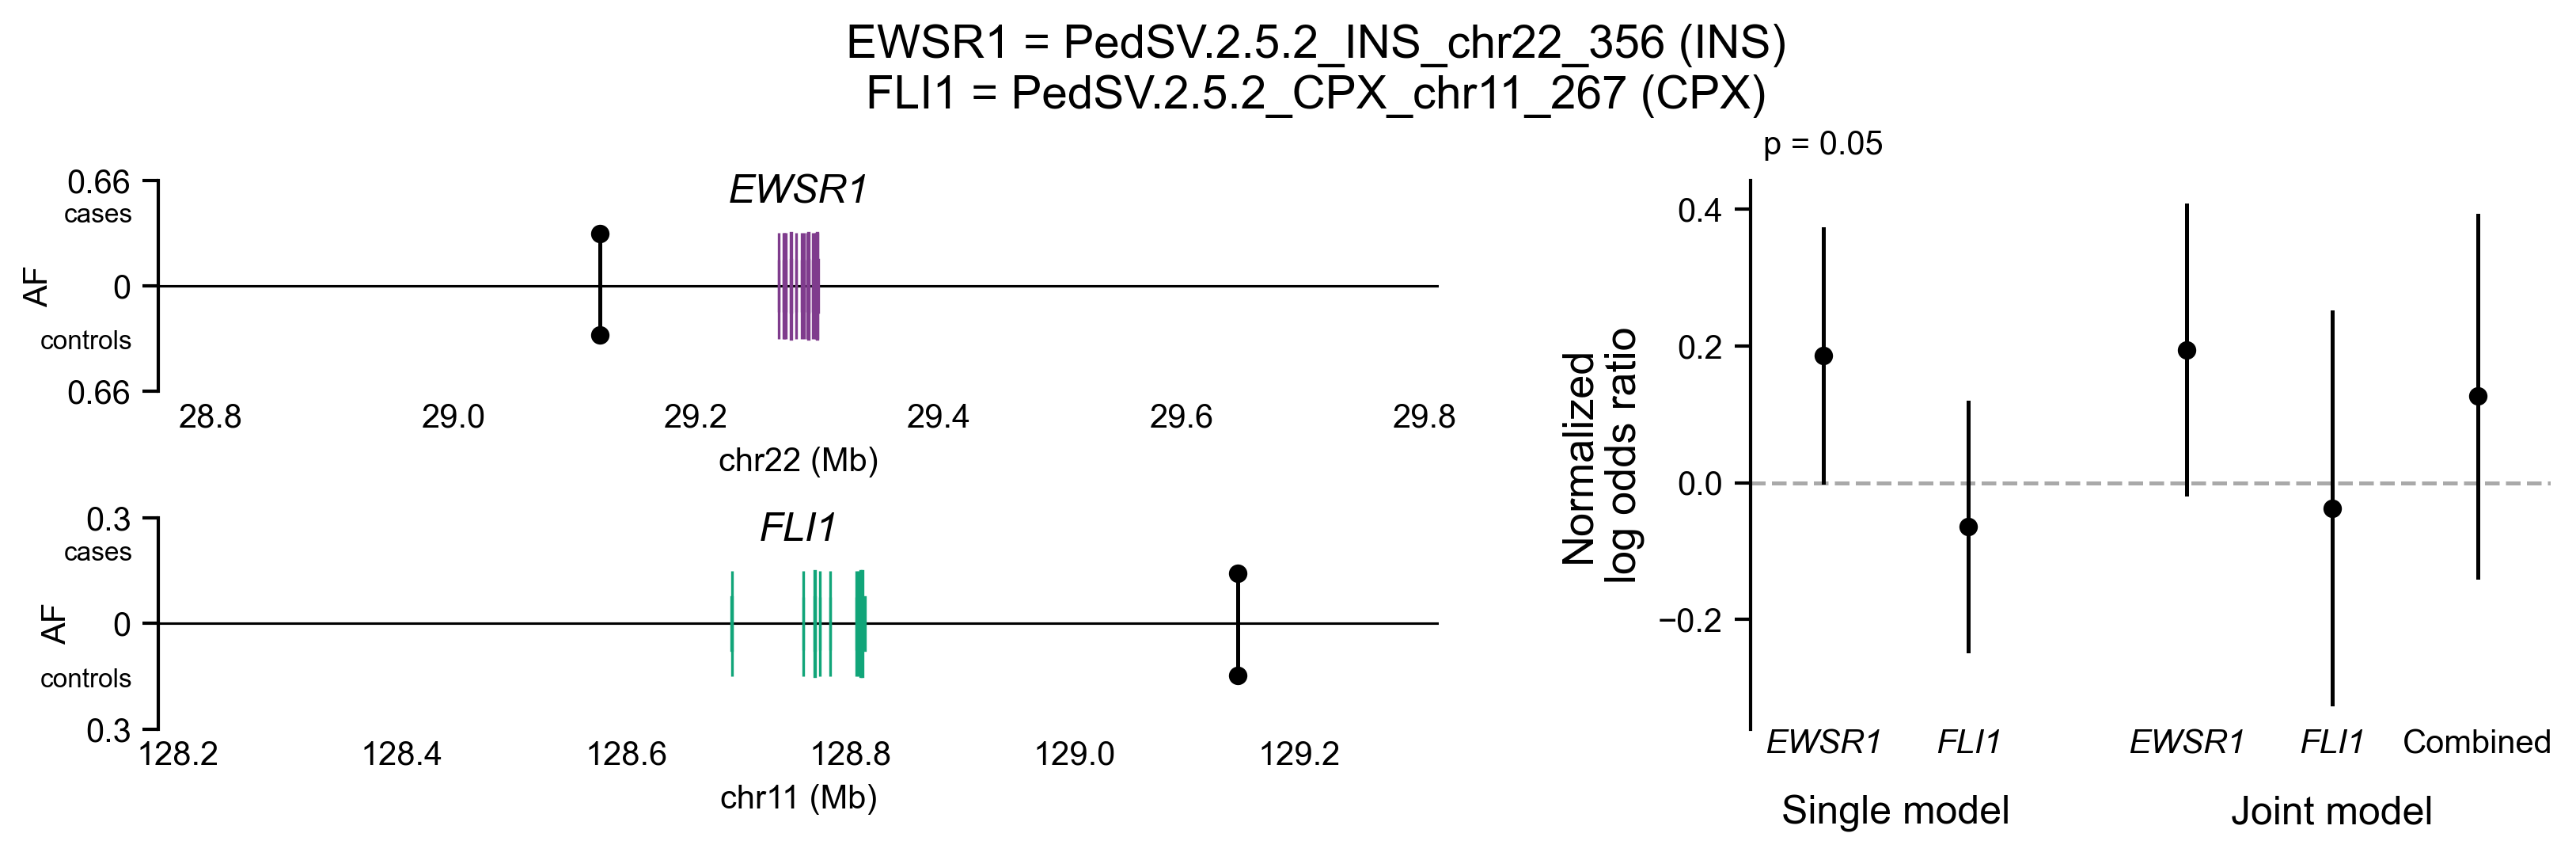 EWSR1 = PedSV.2.5.2_INS_chr22_356 (INS)
FLI1 = PedSV.2.5.2_CPX_chr11_267 (CPX)
0.66
cases
AF
0
controls
0.66
EWSR1
28.8 29.0 29.2 29.4 29.6 29.8
chr22 (Mb)
0.3
cases
AF
0
controls
0.3
FLI1
128.2 128.4 128.6 128.8 129.0 129.2
chr11 (Mb)
p = 0.05
Normalized
log odds ratio
0.4
0.2
0.0
−0.2
EWSR1 FLI1 EWSR1 FLI1 Combined
Single model Joint model